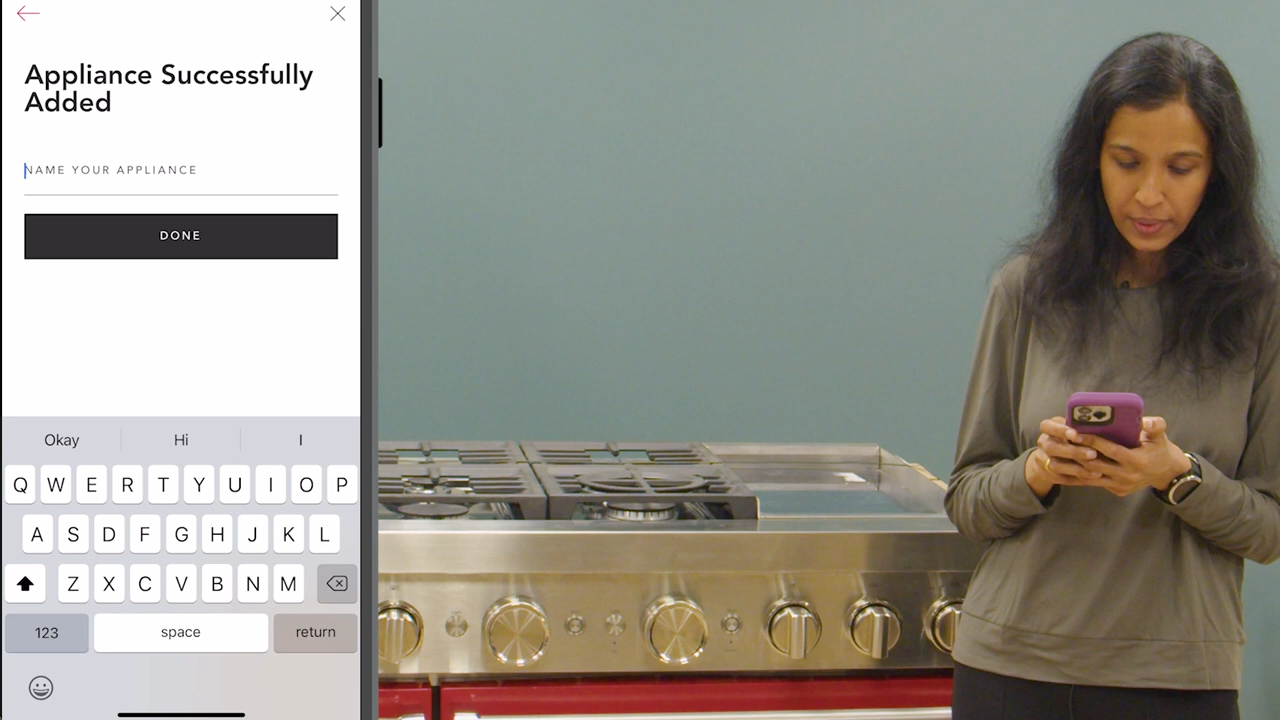 Appliance Successfully
Added
NAME YOUR APPLIANCE
DONE
Okay Hi I
Q W E R T Y U I O P
A S D F G H J K L
Z X C V B N M
123 space return